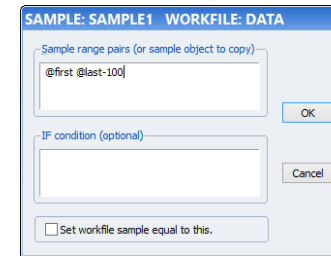 SAMPLE: SAMPLE1 WORKFILE: DATA
Sample range pairs (or sample object to copy)
@first @last-100
OK
IF condition (optional)
Cancel
Set workfile sample equal to this.